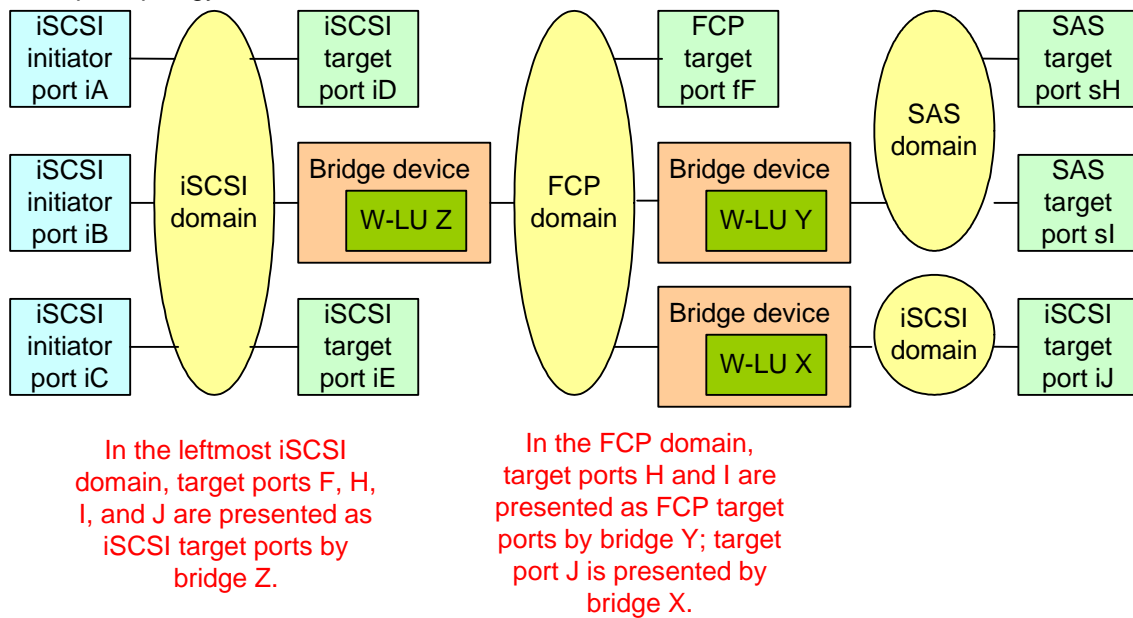 iSCSI
initiator
port iA
iSCSI
target
port iD
FCP
target
port fF
SAS
target
port sH
SAS
domain
iSCSI
initiator
port iB
iSCSI
domain
Bridge device
W-LU Z
FCP
domain
Bridge device
W-LU Y
SAS
target
port sI
iSCSI
initiator
port iC
iSCSI
target
port iE
Bridge device
W-LU X
iSCSI
domain
iSCSI
target
port iJ
In the leftmost iSCSI
domain, target ports F, H,
I, and J are presented as
iSCSI target ports by
bridge Z.
In the FCP domain,
target ports H and I are
presented as FCP target
ports by bridge Y; target
port J is presented by
bridge X.